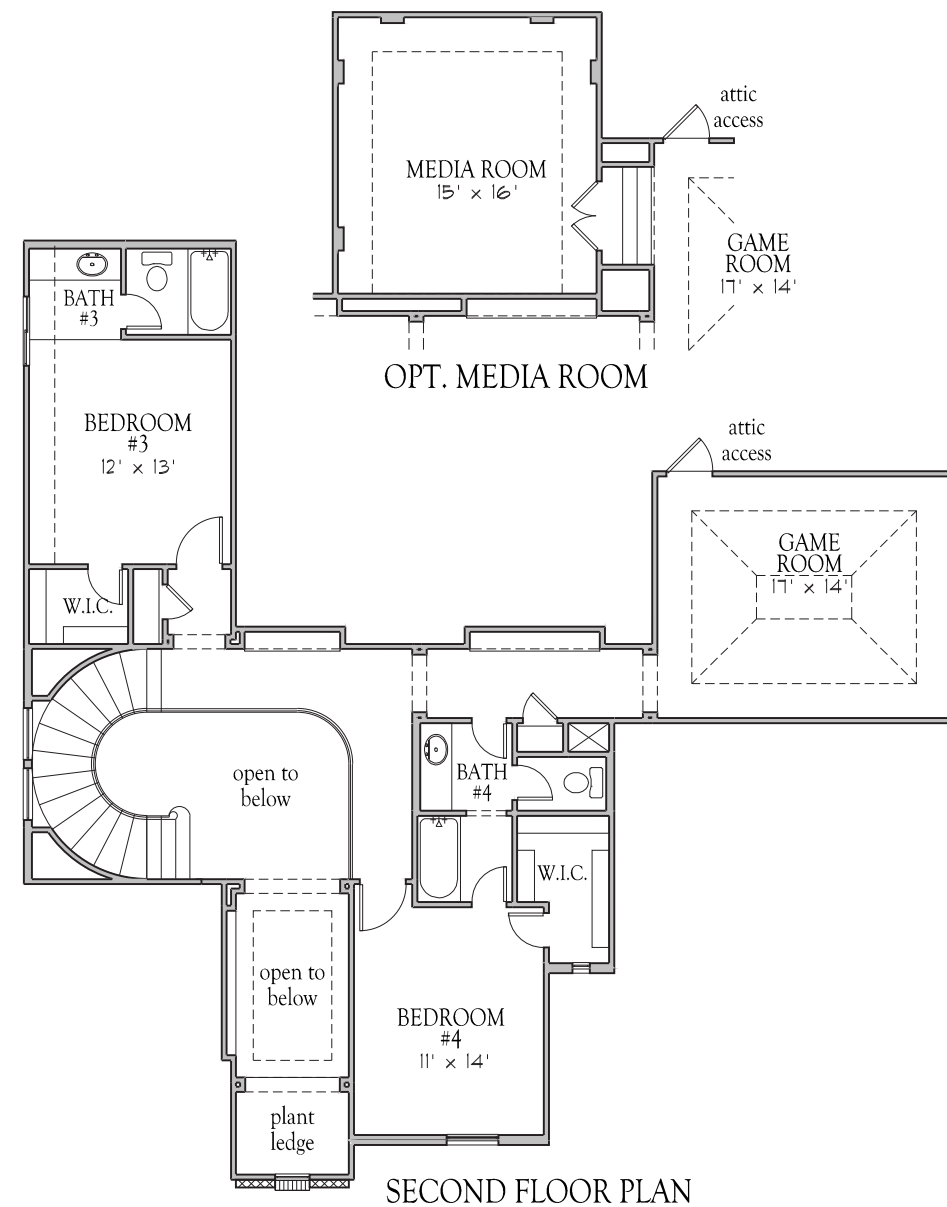 attic
access
MEDIA ROOM
15' x 16'
GAME
ROOM
17' x 14'
BATH
#3
OPT. MEDIA ROOM
BEDROOM
#3
12' x 13'
attic
access
GAME
ROOM
17' x 14'
W.I.C.
open to
below
BATH
#4
W.I.C.
open to
below
BEDROOM
#4
11' x 14'
plant
ledge
SECOND FLOOR PLAN